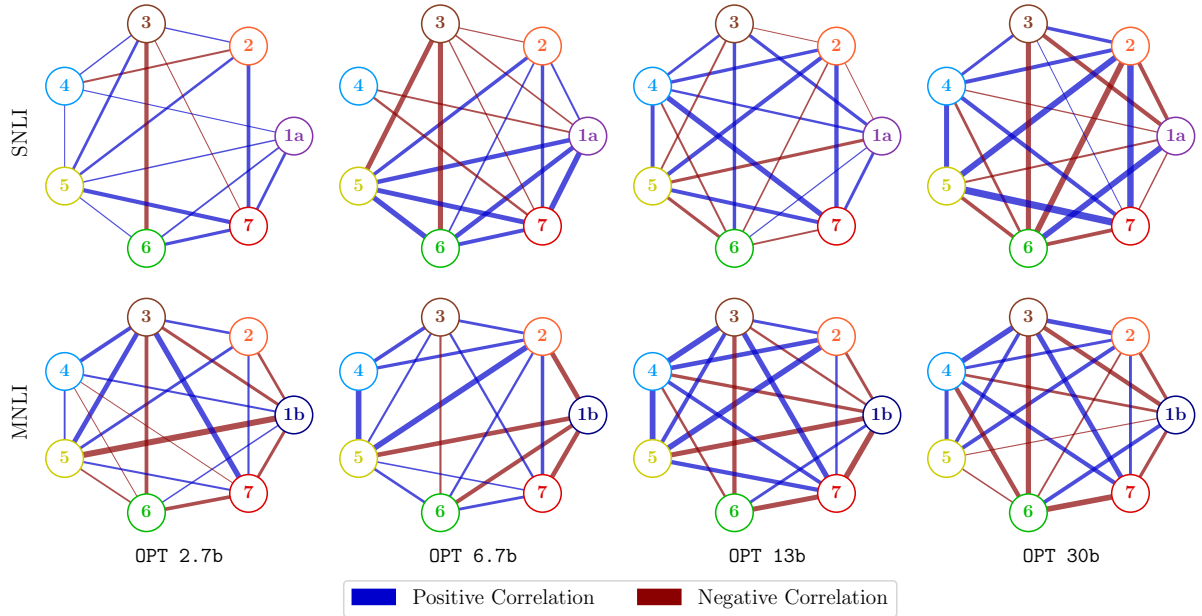 3 3 3 3
2 2 2 2
4 4 4 4
SNLI
1a 1a 1a 1a
5 5 5 5
7 7 7 7
6 6 6 6
3 3 3 3
2 2 2 2
4 4 4 4
MNLI
1b 1b 1b 1b
5 5 5 5
7 7 7 7
6 6 6 6
OPT 2.7b OPT 6.7b OPT 13b OPT 30b
Positive Correlation Negative Correlation